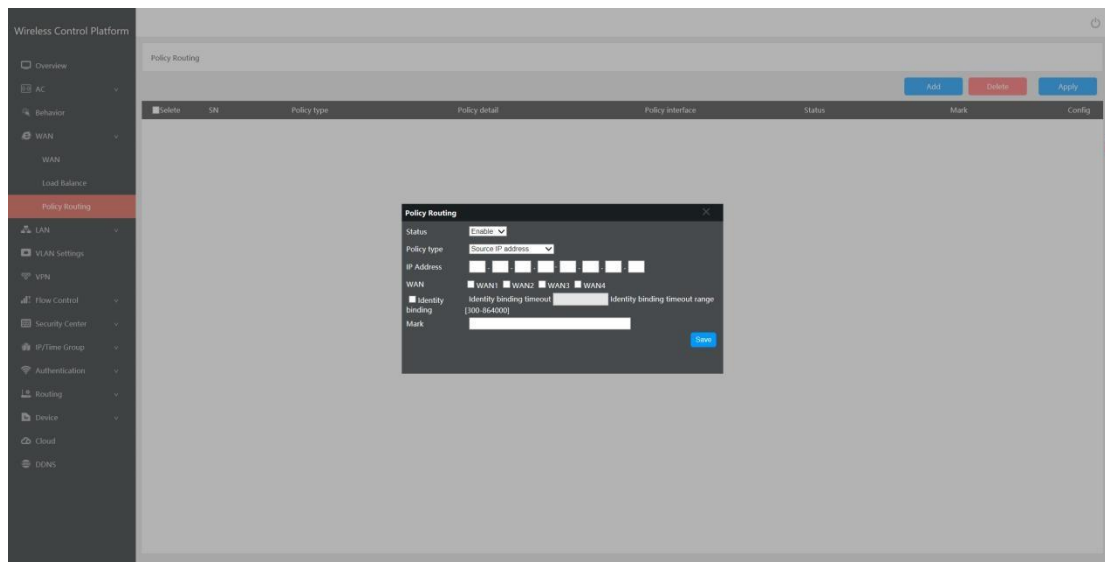 Wireless Control Platform
Overview
AC
Behavior
WAN
WAN
Load Balance
Policy Routing
LAN
VLAN Settings
VPN
Flow Control
Security Center
IP/Time Group
Authentication
Routing
Device
Cloud
DDNS
Policy Routing
Add Delete Apply
Selete SN Policy type Policy detail Policy interface Status Mark Config
Policy Routing
Status Enable
Policy type Source IP address
IP Address . . . - . . .
WAN WAN1 WAN2 WAN3 WAN4
Identity binding Identity binding timeout Identity binding timeout range [300-864000]
Mark
Save